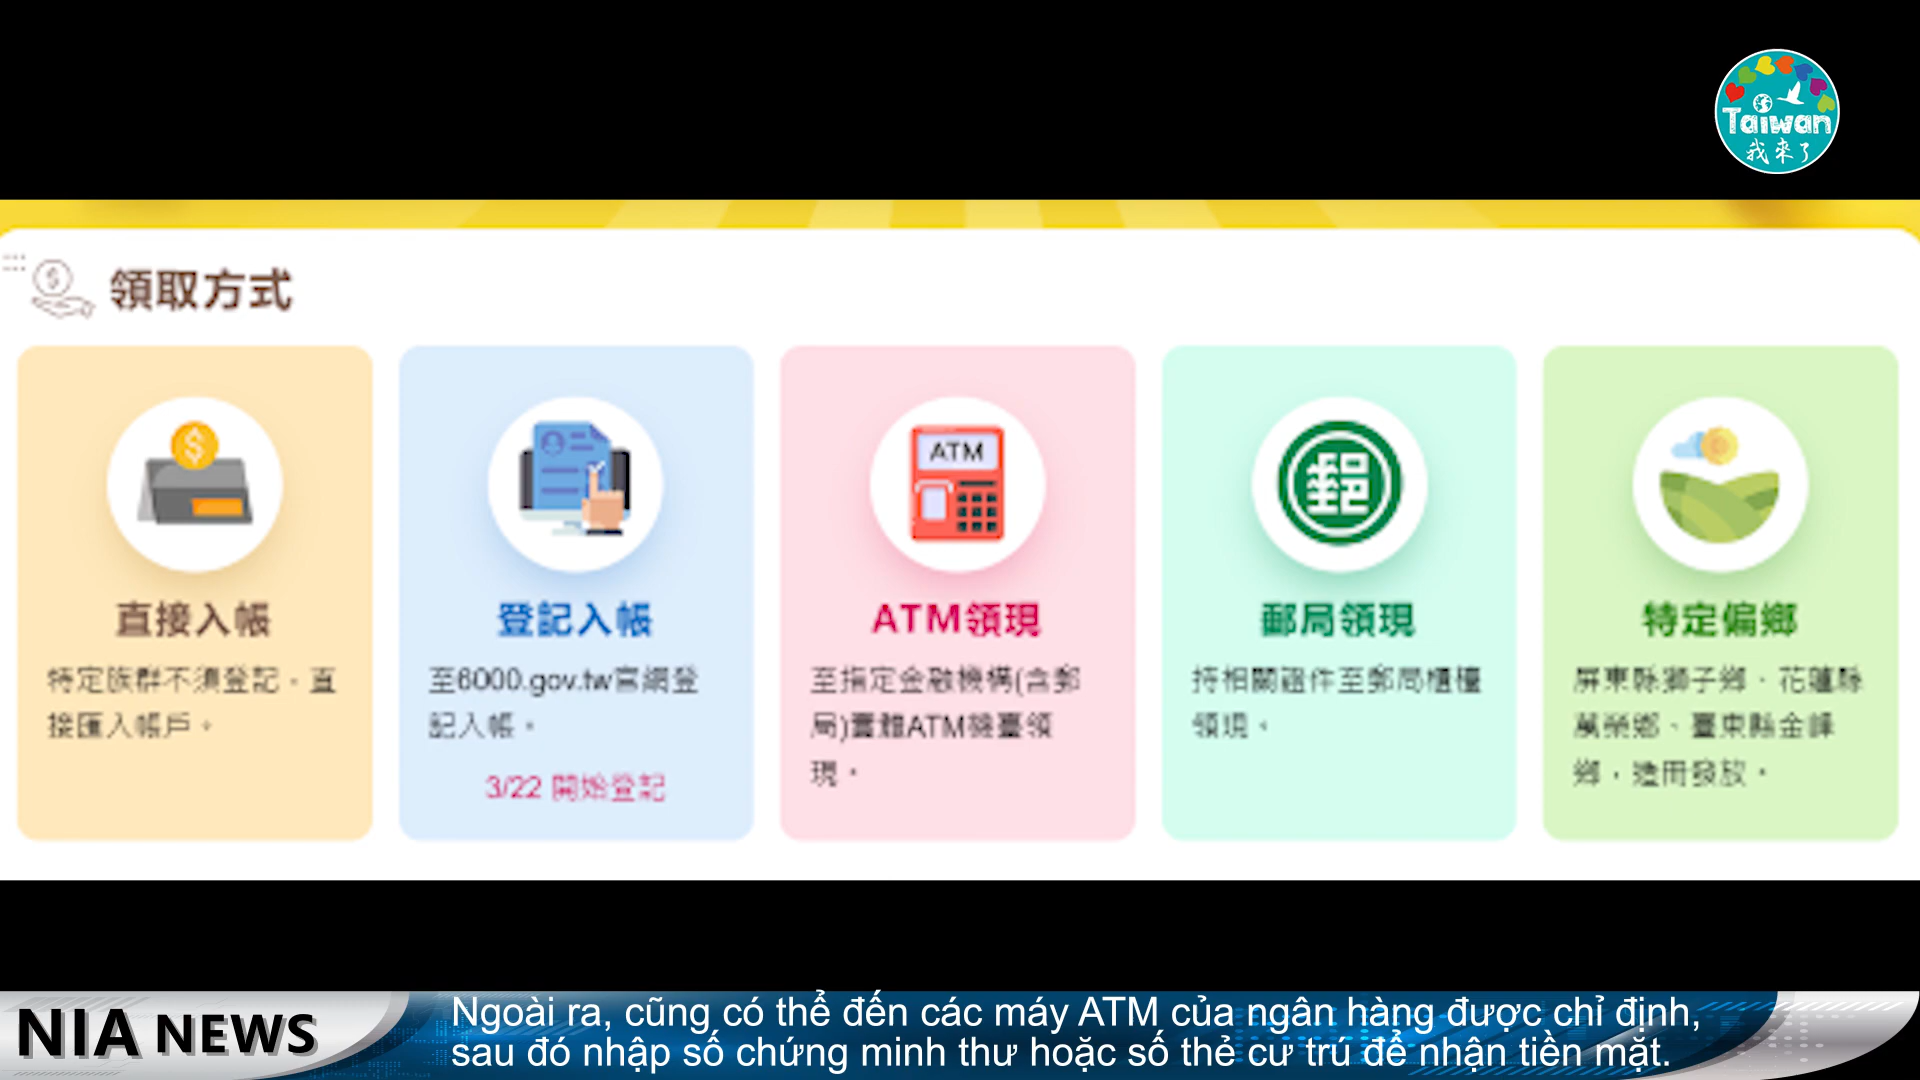 Taiwan
我來了
領取方式
ATM
郵
直接入帳
登記入帳
ATM領現
郵局領現
特定偏鄉
特定族群不須登記，直
接匯入帳戶。
至6000.gov.tw官網登
記入帳。
3/22 開始登記
至指定金融機構(含郵
局)實體ATM機臺領
現。
持相關證件至郵局櫃檯
領現。
屏東縣獅子鄉、花蓮縣
萬榮鄉、臺東縣金峰
鄉，造冊發放。
NIA NEWS
Ngoài ra, cũng có thể đến các máy ATM của ngân hàng được chỉ định,
sau đó nhập số chứng minh thư hoặc số thẻ cư trú để nhận tiền mặt.